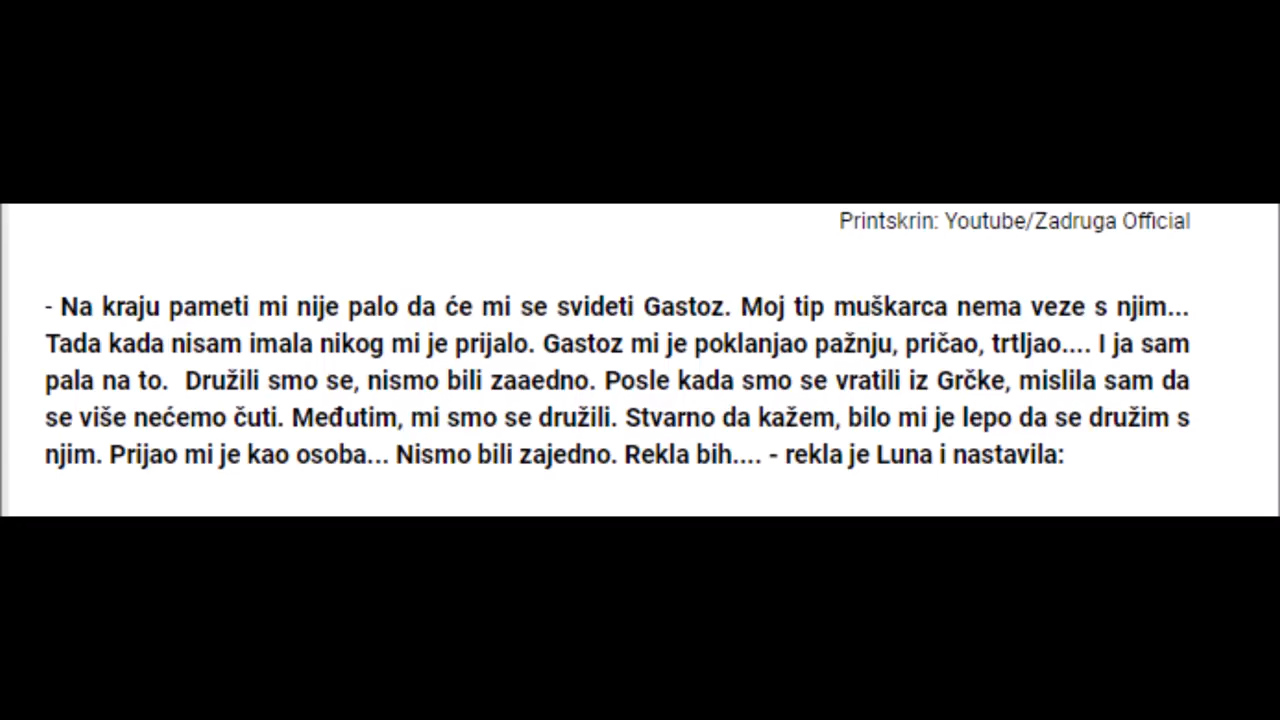 Printskrin: Youtube/Zadruga Official
- Na kraju pameti mi nije palo da će mi se svideti Gastoz. Moj tip muškarca nema veze s njim...
Tada kada nisam imala nikog mi je prijalo. Gastoz mi je poklanjao pažnju, pričao, trtljao.... I ja sam
pala na to.  Družili smo se, nismo bili zaaedno. Posle kada smo se vratili iz Grčke, mislila sam da
se više nećemo čuti. Međutim, mi smo se družili. Stvarno da kažem, bilo mi je lepo da se družim s
njim. Prijao mi je kao osoba... Nismo bili zajedno. Rekla bih.... - rekla je Luna i nastavila: